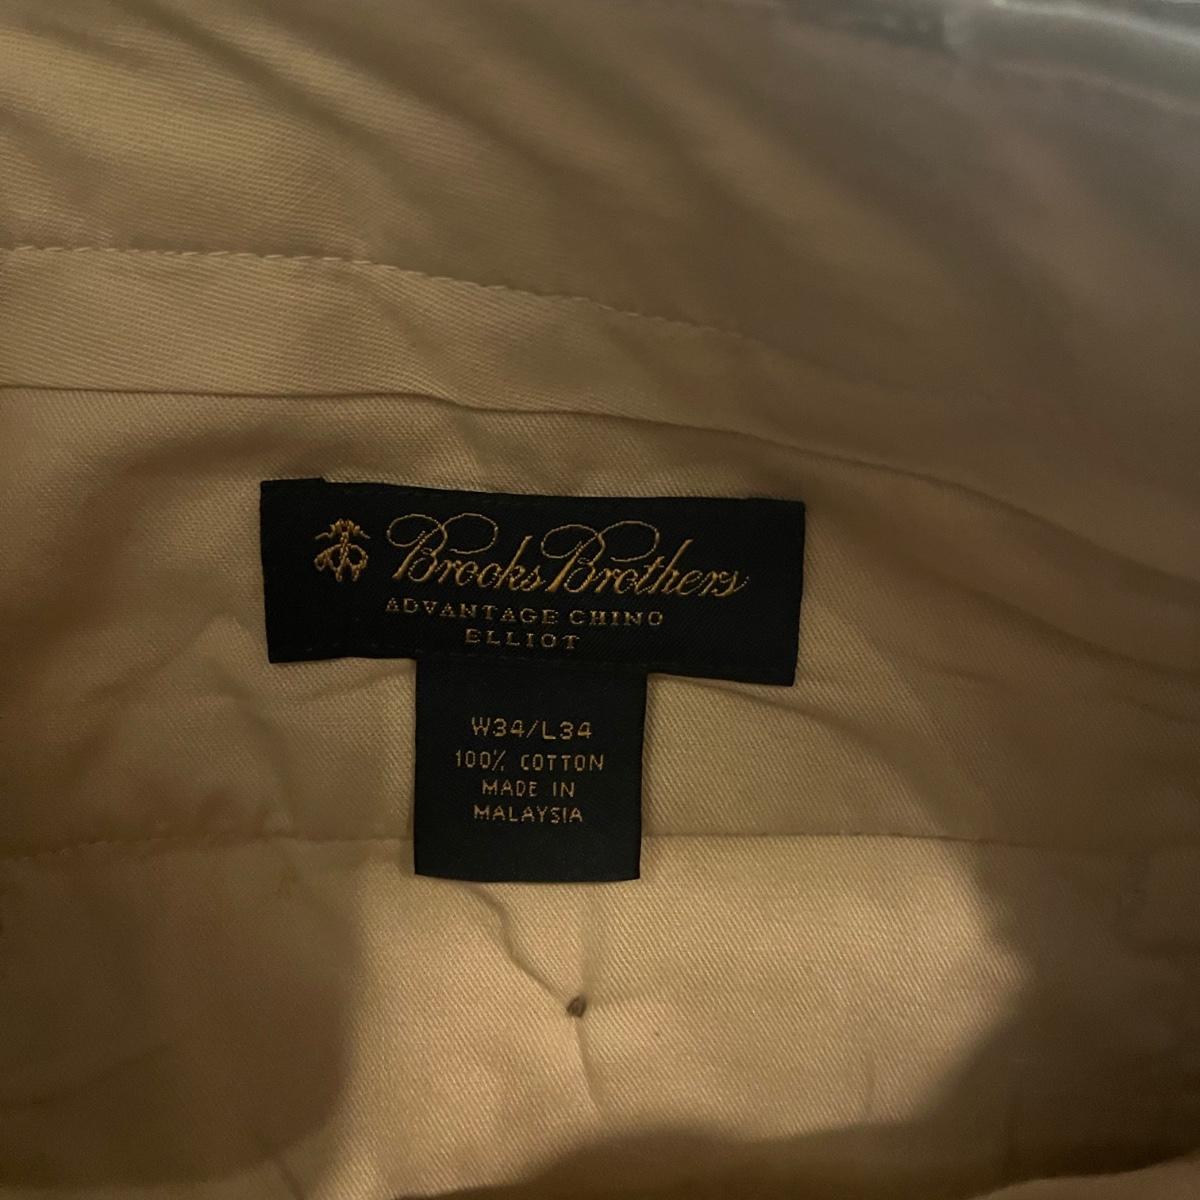 Brooks Brothers
ADVANTAGE CHINO
ELLIOT
W34/L34
100% COTTON
MADE IN
MALAYSIA